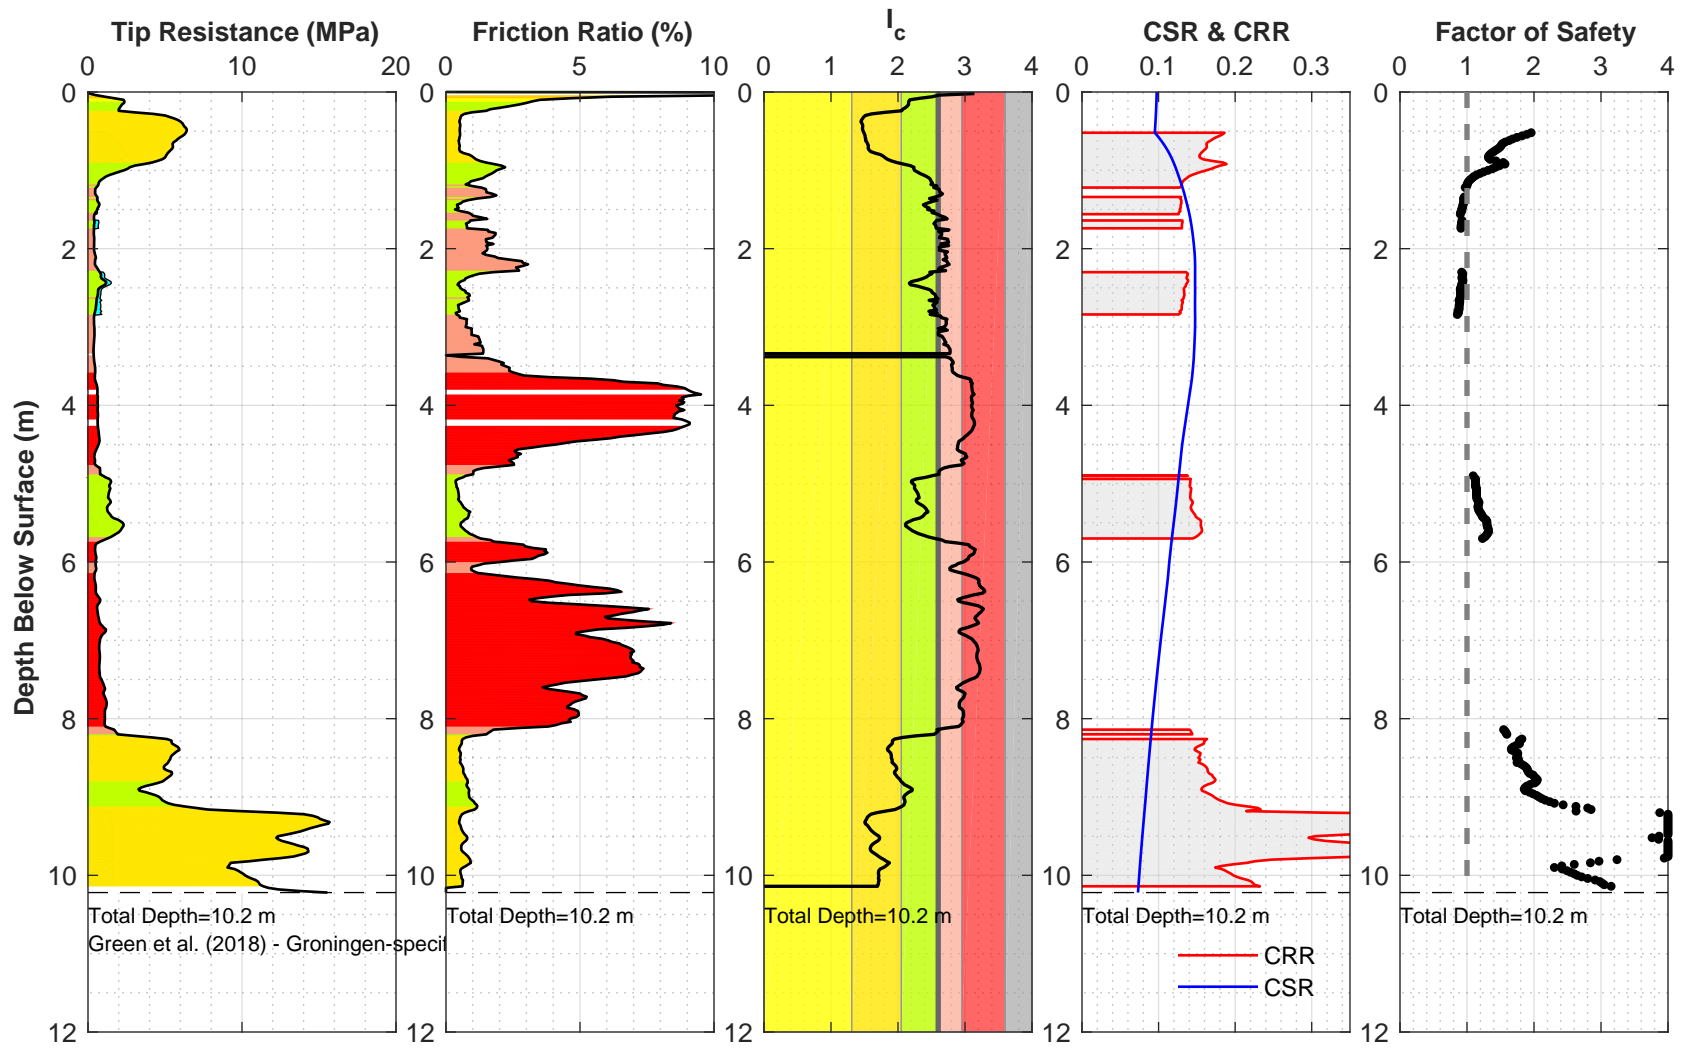 Tip Resistance (MPa)
Friction Ratio (%)
I_c
CSR & CRR
Factor of Safety
0 10 20
0 5 10
0 1 2 3 4
0 0.1 0.2 0.3
0 1 2 3 4
0 0 0 0 0
2 2 2 2 2
4 4 4 4 4
6 6 6 6 6
8 8 8 8 8
10 10 10 10 10
12 12 12 12 12
Depth Below Surface (m)
Total Depth=10.2 m
Total Depth=10.2 m
Total Depth=10.2 m
Total Depth=10.2 m
Total Depth=10.2 m
Green et al. (2018) - Groningen-specif
CRR
CSR